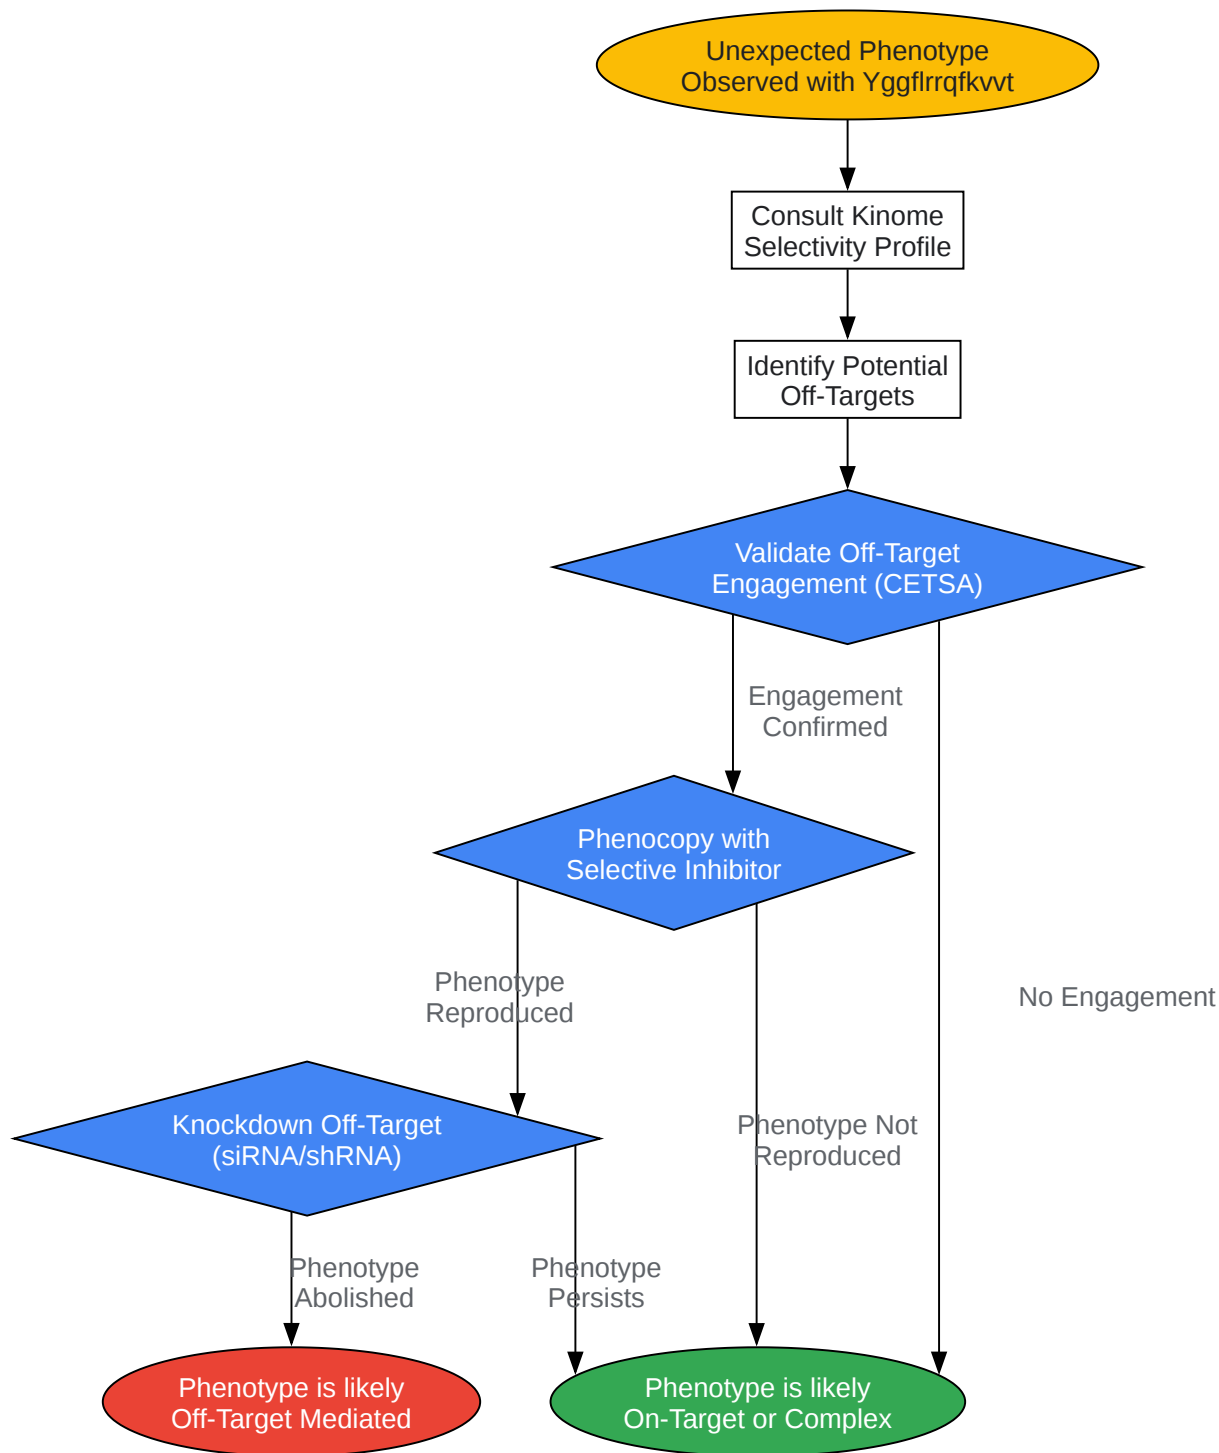 Unexpected Phenotype
Observed with Yggflrrqfkvvt
Consult Kinome
Selectivity Profile
Identify Potential
Off-Targets
Validate Off-Target
Engagement (CETSA)
Engagement
Confirmed
Phenocopy with
Selective Inhibitor
Phenotype
Reproduced
No Engagement
Knockdown Off-Target
(siRNA/shRNA)
Phenotype Not
Reproduced
Phenotype
Abolished
Phenotype
Persists
Phenotype is likely
Off-Target Mediated
Phenotype is likely
On-Target or Complex